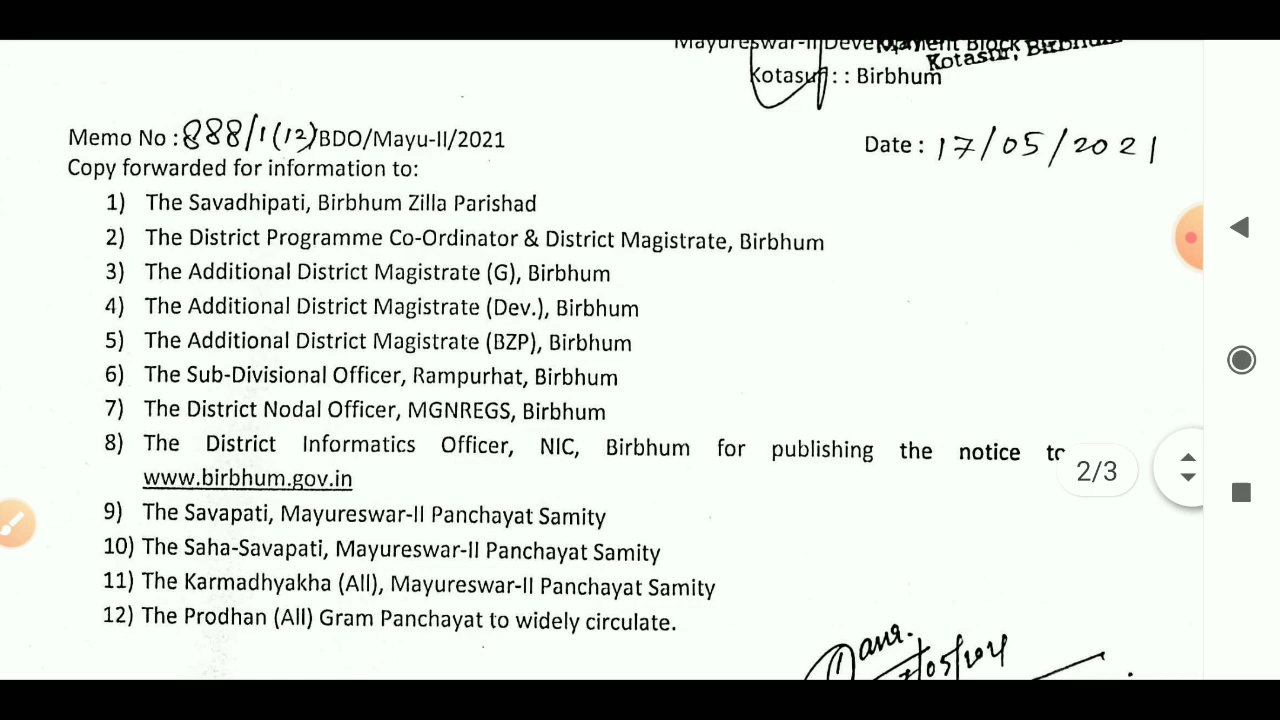 Mayureswar-II Development Block
Kotasur, Birbhum
Kotasur : : Birbhum
Memo No : 888/1(12)BDO/Mayu-II/2021
Date : 17/05/2021
Copy forwarded for information to:
1) The Savadhipati, Birbhum Zilla Parishad
2) The District Programme Co-Ordinator & District Magistrate, Birbhum
3) The Additional District Magistrate (G), Birbhum
4) The Additional District Magistrate (Dev.), Birbhum
5) The Additional District Magistrate (BZP), Birbhum
6) The Sub-Divisional Officer, Rampurhat, Birbhum
7) The District Nodal Officer, MGNREGS, Birbhum
8) The District Informatics Officer, NIC, Birbhum for publishing the notice to
www.birbhum.gov.in
2/3
9) The Savapati, Mayureswar-II Panchayat Samity
10) The Saha-Savapati, Mayureswar-II Panchayat Samity
11) The Karmadhyakha (All), Mayureswar-II Panchayat Samity
12) The Prodhan (All) Gram Panchayat to widely circulate.